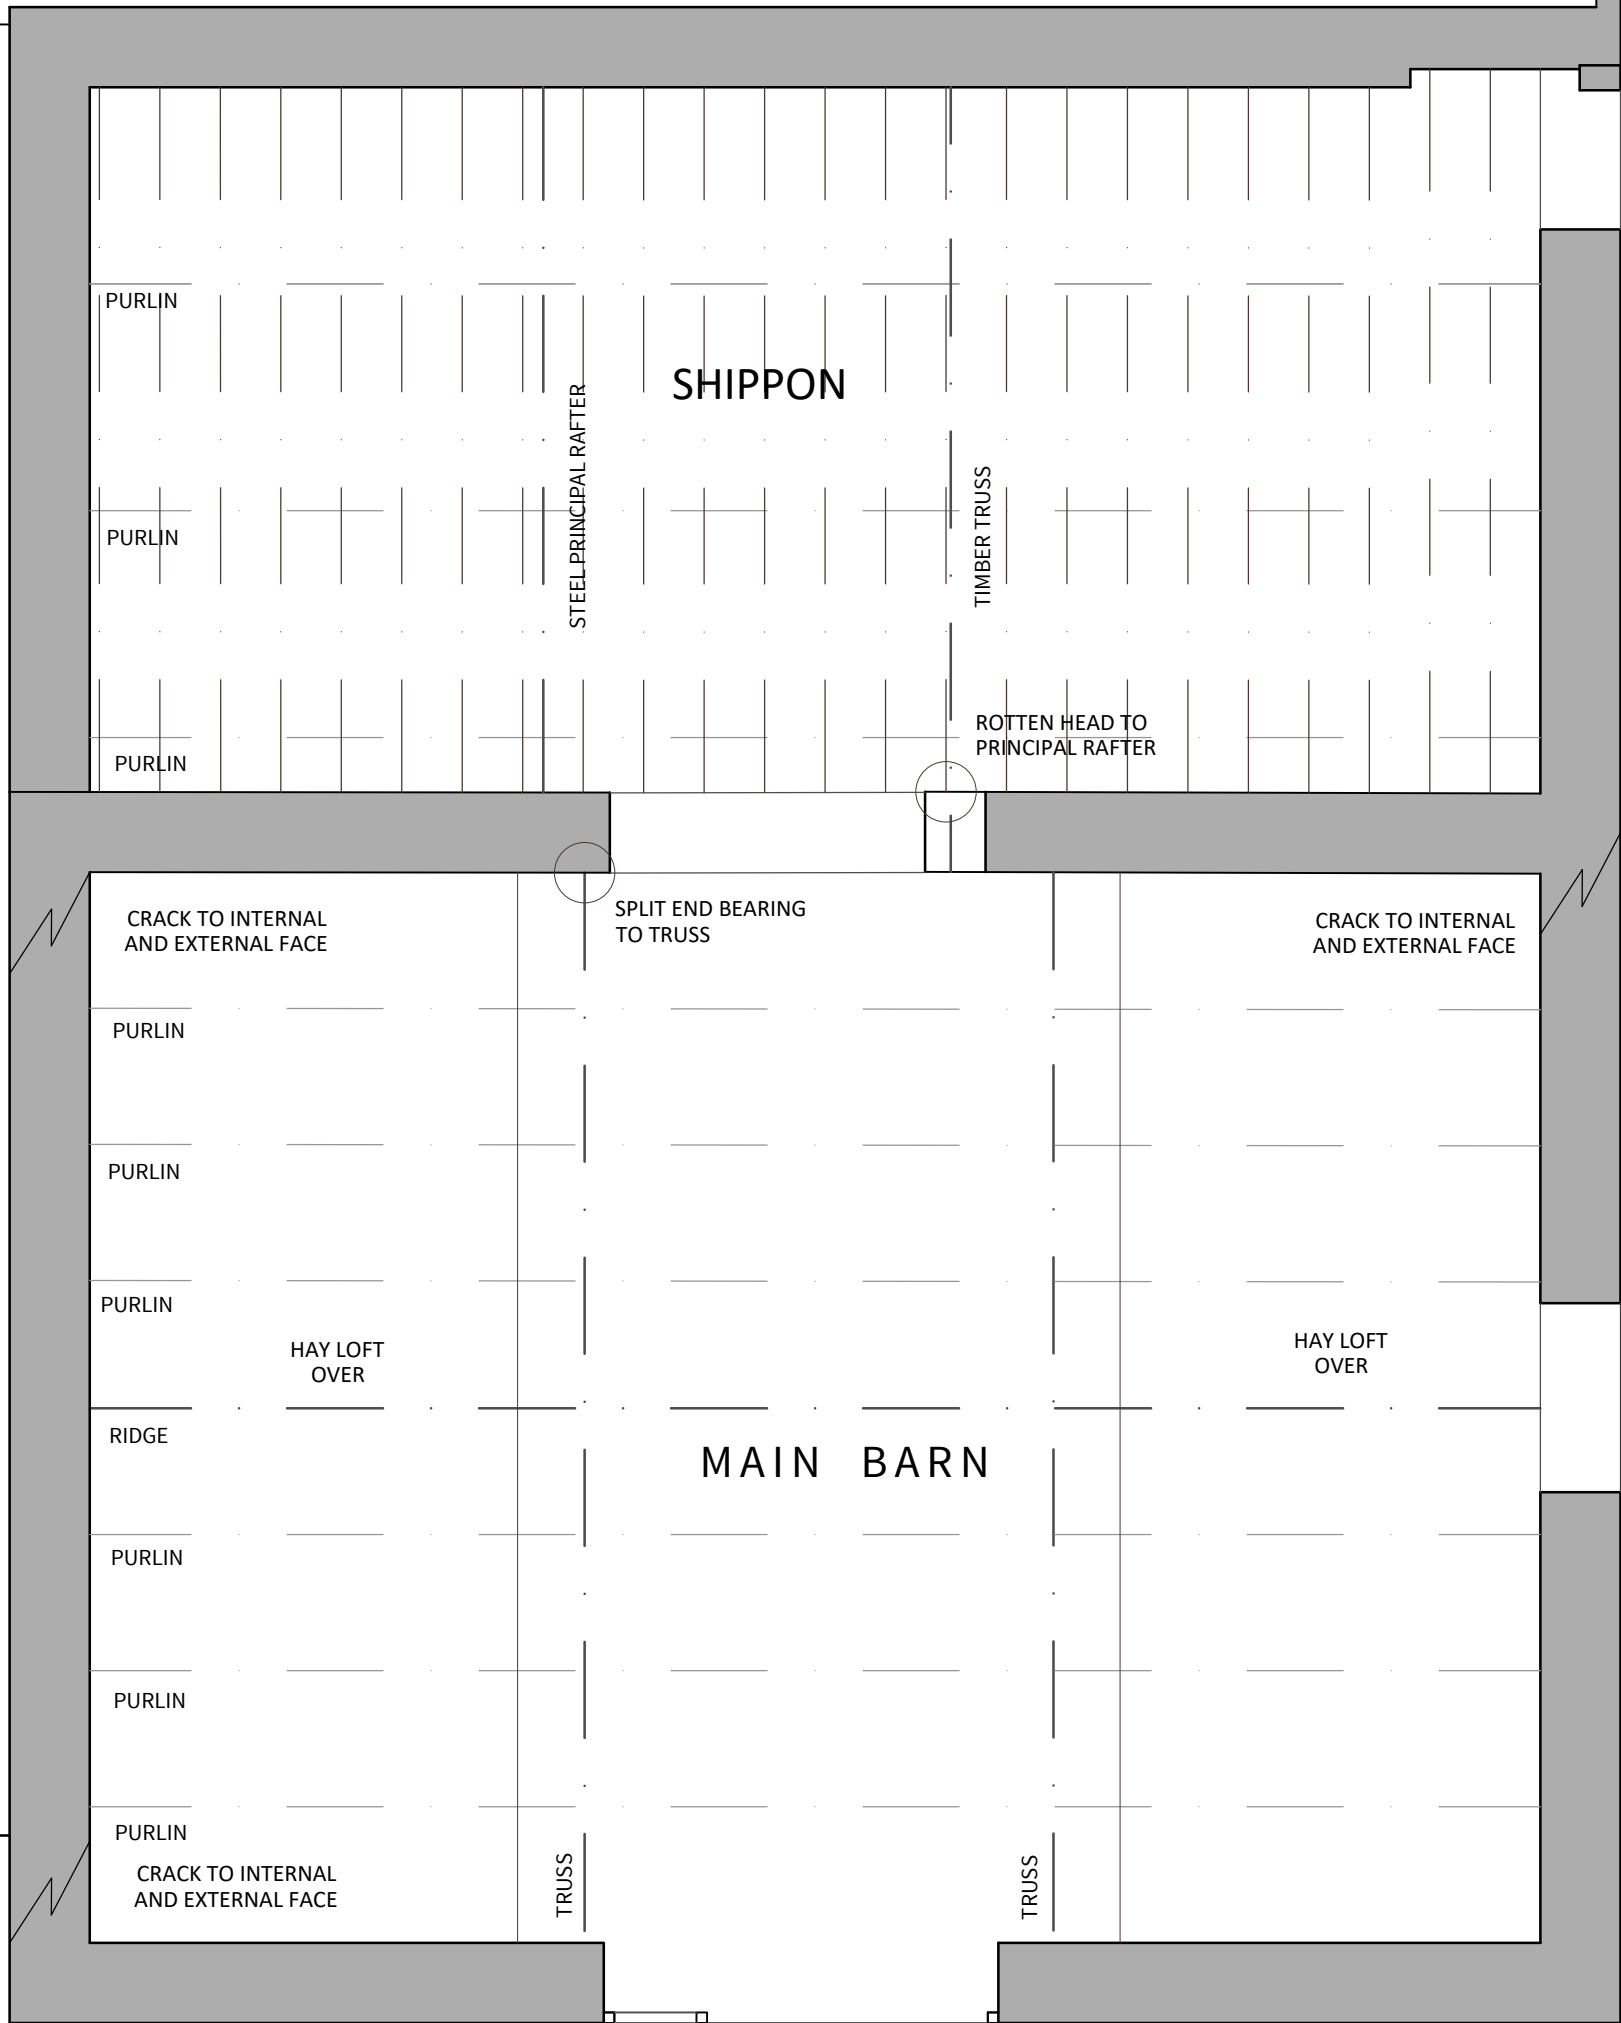 PURLIN
SHIPPON
STEEL PRINCIPAL RAFTER
TIMBER TRUSS
PURLIN
ROTTEN HEAD TO
PRINCIPAL RAFTER
PURLIN
SPLIT END BEARING
TO TRUSS
CRACK TO INTERNAL
AND EXTERNAL FACE
CRACK TO INTERNAL
AND EXTERNAL FACE
PURLIN
PURLIN
PURLIN
HAY LOFT
OVER
HAY LOFT
OVER
RIDGE
MAIN BARN
PURLIN
PURLIN
PURLIN
CRACK TO INTERNAL
AND EXTERNAL FACE
TRUSS
TRUSS